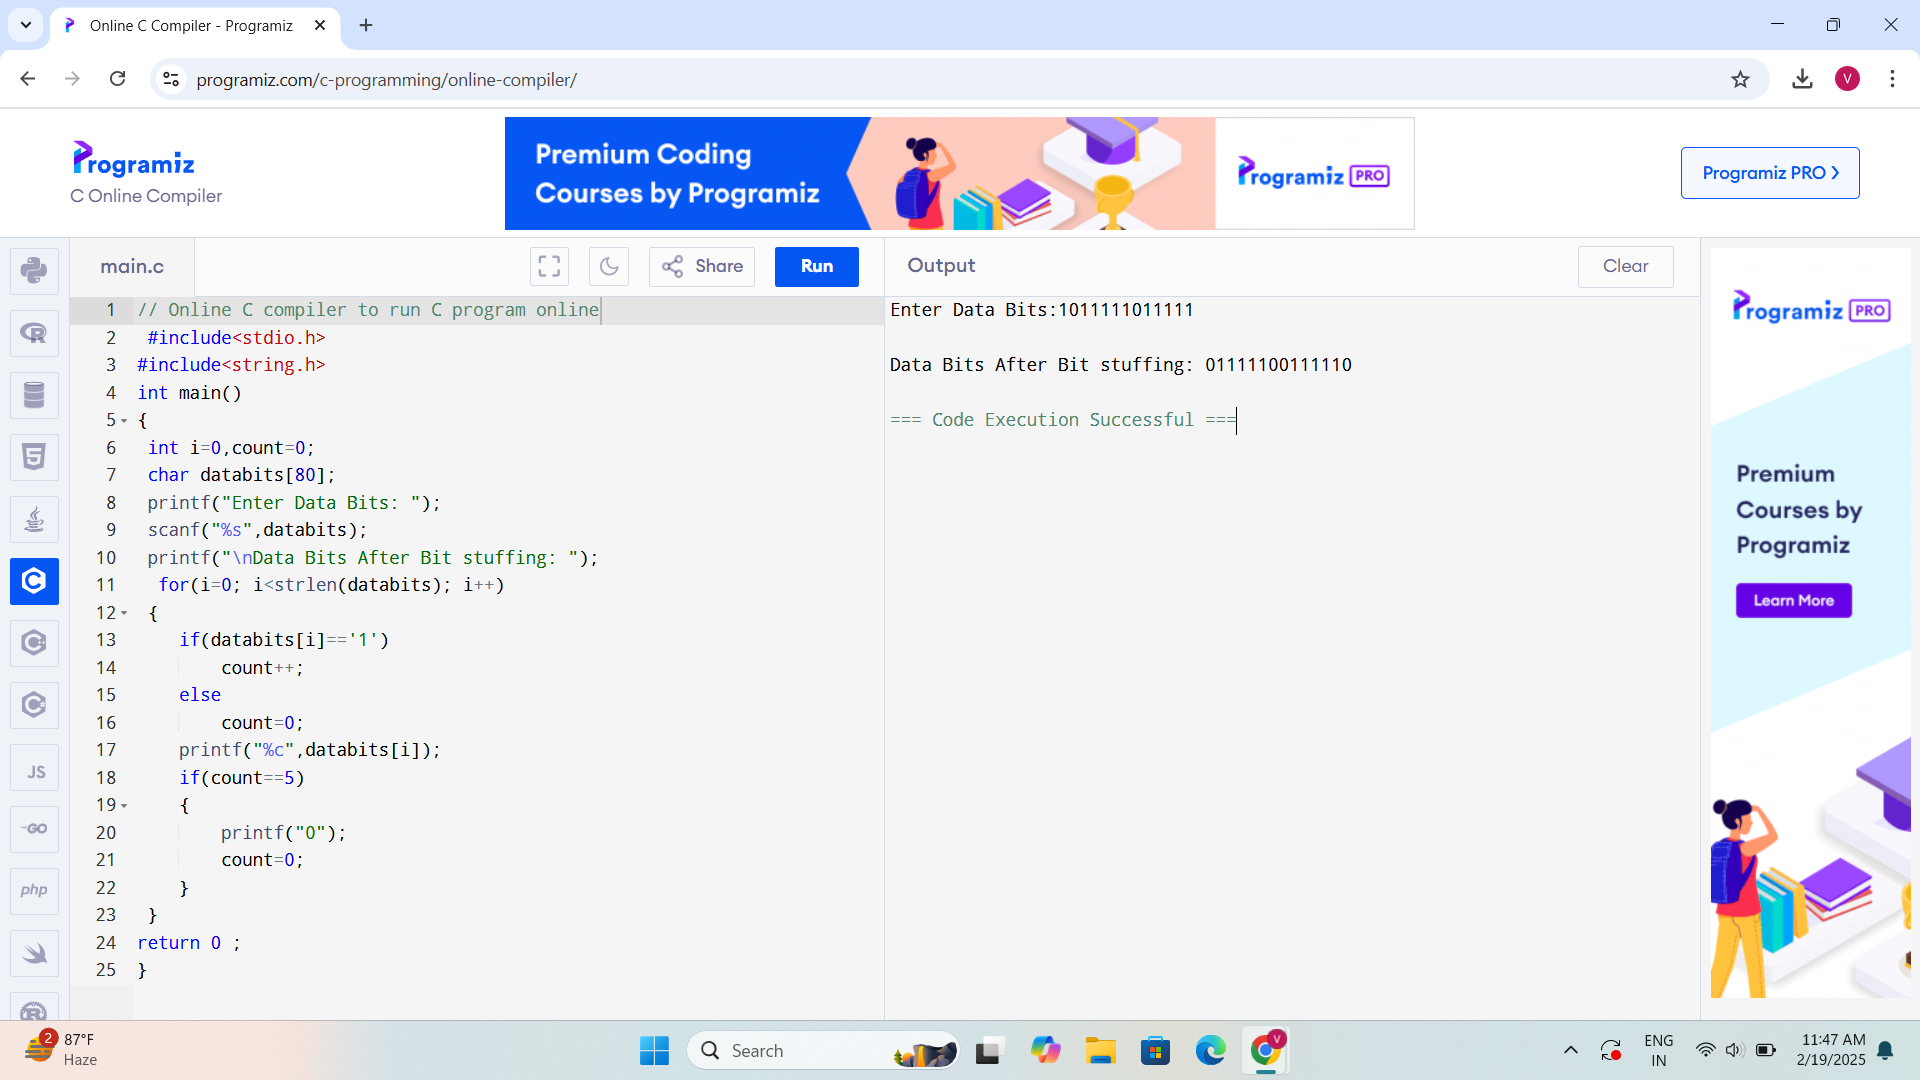 Online C Compiler - Programiz
programiz.com/c-programming/online-compiler/
V
Programiz
C Online Compiler
Premium Coding
Courses by Programiz
Programiz PRO
Programiz PRO
main.c
Share
Run
Output
Clear
1 // Online C compiler to run C program online
2 #include<stdio.h>
3 #include<string.h>
4 int main()
5 {
6 int i=0,count=0;
7 char databits[80];
8 printf("Enter Data Bits: ");
9 scanf("%s",databits);
10 printf("\nData Bits After Bit stuffing: ");
11 for(i=0; i<strlen(databits); i++)
12 {
13 if(databits[i]=='1')
14 count++;
15 else
16 count=0;
17 printf("%c",databits[i]);
18 if(count==5)
19 {
20 printf("0");
21 count=0;
22 }
23 }
24 return 0 ;
25 }
Enter Data Bits:1011111011111
Data Bits After Bit stuffing: 01111100111110
=== Code Execution Successful ===
JS
GO
php
Programiz PRO
Premium
Courses by
Programiz
Learn More
2
87°F
Haze
Search
V
ENG
IN
11:47 AM
2/19/2025